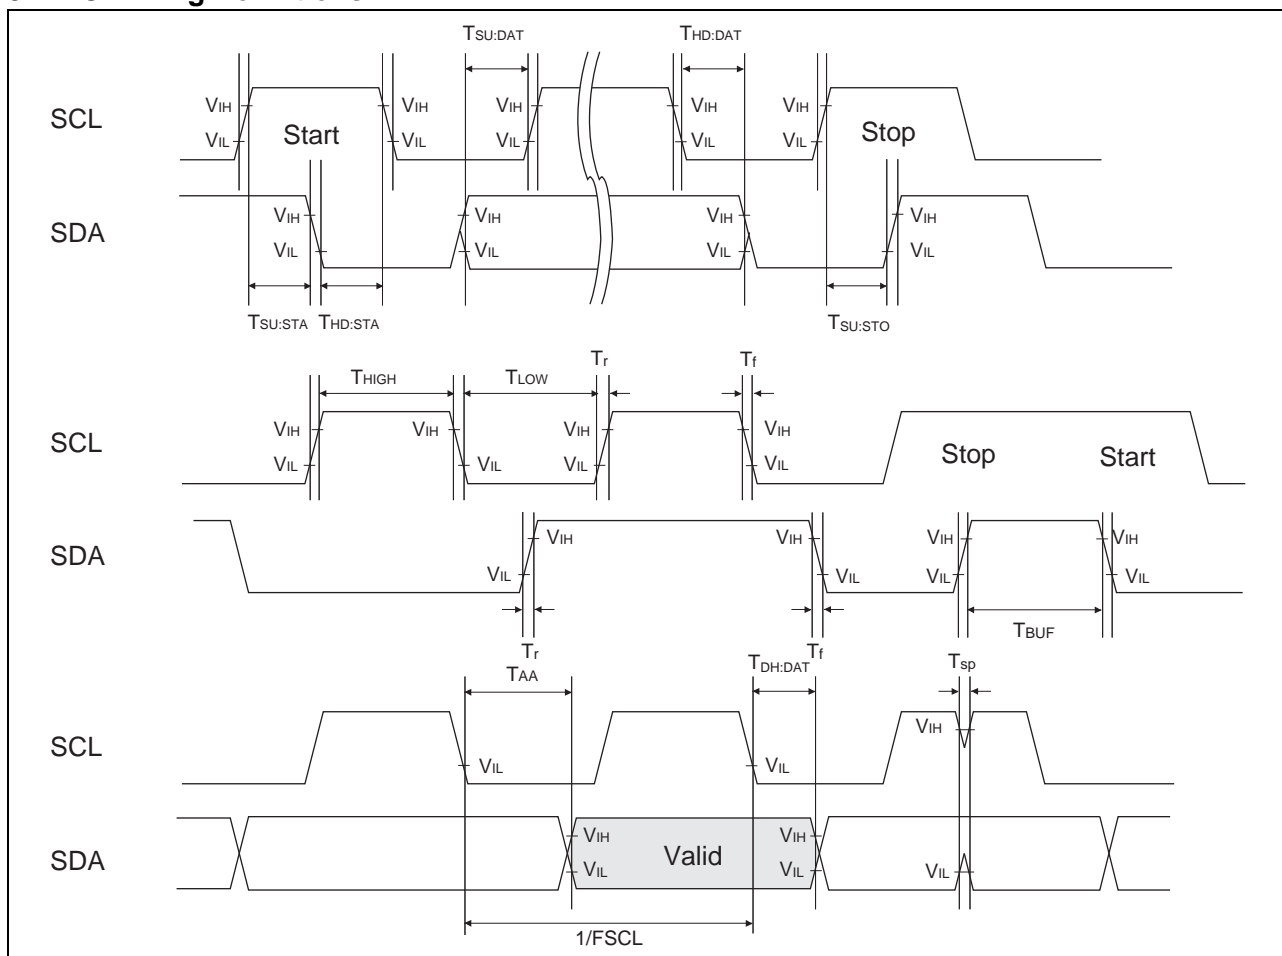 TSU:DAT THD:DAT
VIH VIH VIH VIH VIH
SCL Start Stop
VIL VIL VIL VIL VIL
VIH VIH VIH VIH
SDA
VIL VIL VIL VIL
TSU:STA THD:STA TSU:STO
Tr Tf
THIGH TLOW
VIH VIH VIH VIH
SCL Stop Start
VIL VIL VIL VIL
VIH VIH VIH VIH
SDA
VIL VIL VIL VIL
TBUF
Tr Tf
TAA TDH:DAT Tsp
VIH
SCL
VIL VIL
VIH VIH
SDA Valid
VIL VIL VIL
1/FSCL